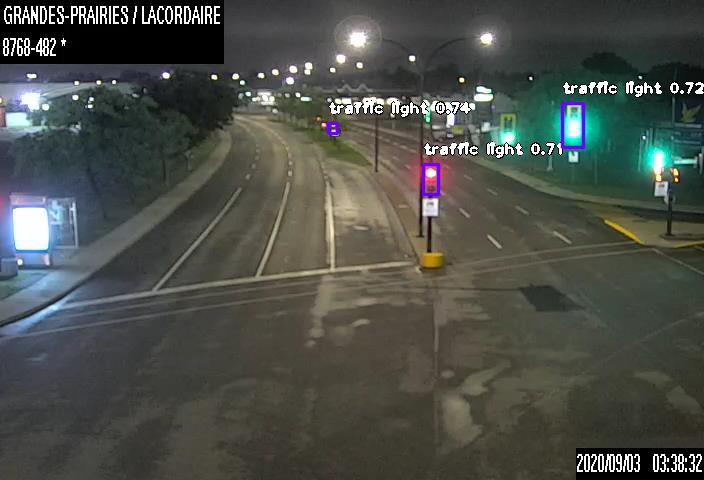 GRANDES-PRAIRIES / LACORDAIRE
8768-482 *
traffic light 0.72
traffic light 0.74
traffic light 0.71
2020/09/03 03:38:32